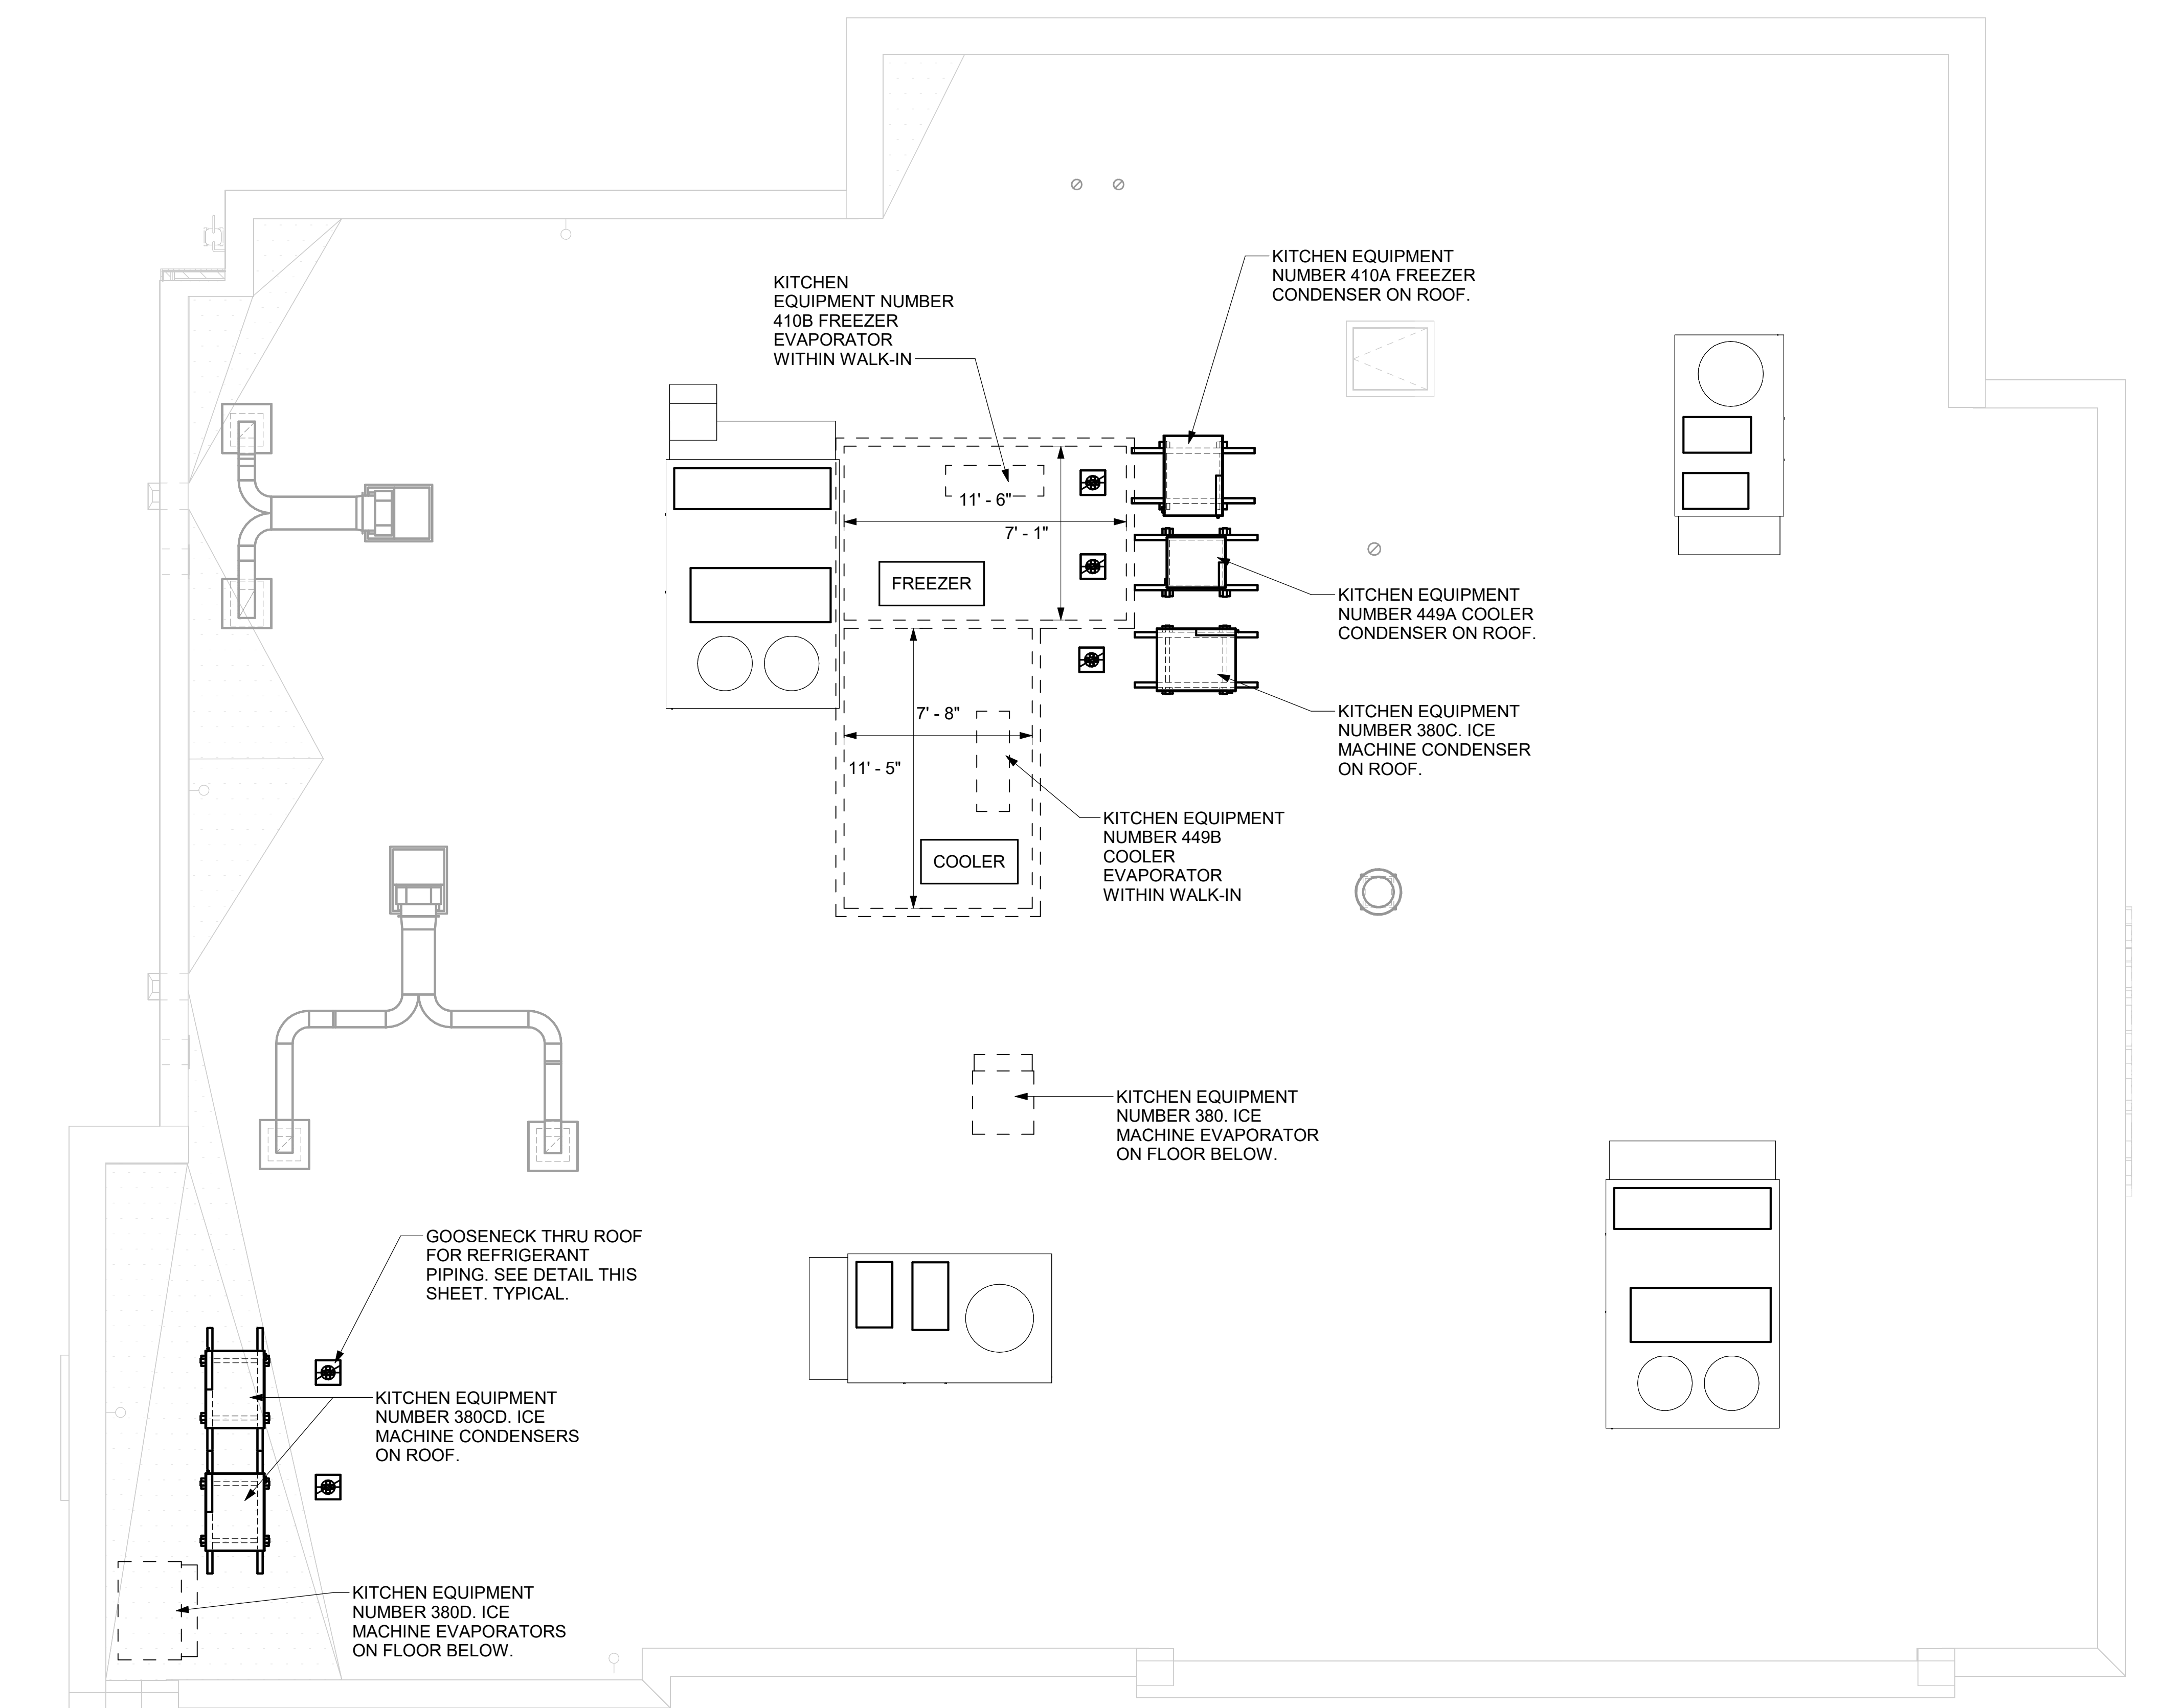 KITCHEN EQUIPMENT
NUMBER 410A FREEZER
CONDENSER ON ROOF.
KITCHEN
EQUIPMENT NUMBER
410B FREEZER
EVAPORATOR
WITHIN WALK-IN
11' - 6"
7' - 1"
FREEZER
KITCHEN EQUIPMENT
NUMBER 449A COOLER
CONDENSER ON ROOF.
7' - 8"
11' - 5"
KITCHEN EQUIPMENT
NUMBER 380C. ICE
MACHINE CONDENSER
ON ROOF.
KITCHEN EQUIPMENT
NUMBER 449B
COOLER
EVAPORATOR
WITHIN WALK-IN
COOLER
KITCHEN EQUIPMENT
NUMBER 380. ICE
MACHINE EVAPORATOR
ON FLOOR BELOW.
GOOSENECK THRU ROOF
FOR REFRIGERANT
PIPING. SEE DETAIL THIS
SHEET. TYPICAL.
KITCHEN EQUIPMENT
NUMBER 380CD. ICE
MACHINE CONDENSERS
ON ROOF.
KITCHEN EQUIPMENT
NUMBER 380D. ICE
MACHINE EVAPORATORS
ON FLOOR BELOW.